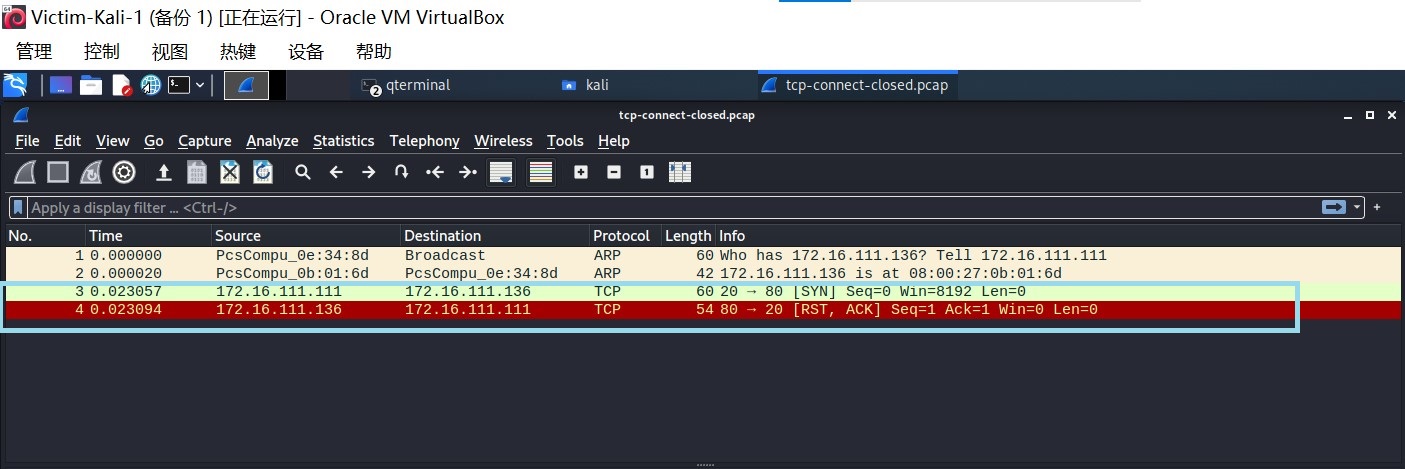 Victim-Kali-1 (备份 1) [正在运行] - Oracle VM VirtualBox
管理 控制 视图 热键 设备 帮助
2 qterminal kali tcp-connect-closed.pcap
tcp-connect-closed.pcap
File Edit View Go Capture Analyze Statistics Telephony Wireless Tools Help
Apply a display filter … <Ctrl-/>
No. Time Source Destination Protocol Length Info
1 0.000000 PcsCompu_0e:34:8d Broadcast ARP 60 Who has 172.16.111.136? Tell 172.16.111.111
2 0.000020 PcsCompu_0b:01:6d PcsCompu_0e:34:8d ARP 42 172.16.111.136 is at 08:00:27:0b:01:6d
3 0.023057 172.16.111.111 172.16.111.136 TCP 60 20 → 80 [SYN] Seq=0 Win=8192 Len=0
4 0.023094 172.16.111.136 172.16.111.111 TCP 54 80 → 20 [RST, ACK] Seq=1 Ack=1 Win=0 Len=0